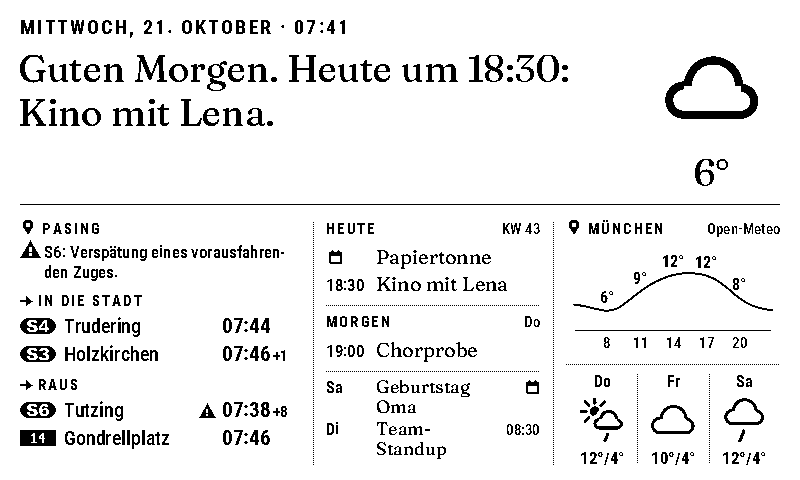 MITTWOCH, 21. OKTOBER · 07:41
Guten Morgen. Heute um 18:30:
Kino mit Lena.
6°
PASING
S6: Verspätung eines vorausfahren-
den Zuges.
→ IN DIE STADT
S4 Trudering 07:44
S3 Holzkirchen 07:46 +1
→ RAUS
S6 Tutzing 07:38 +8
14 Gondrellplatz 07:46
HEUTE KW 43
Papiertonne
18:30 Kino mit Lena
MORGEN Do
19:00 Chorprobe
Sa Geburtstag
Oma
Di Team- 08:30
Standup
MÜNCHEN Open-Meteo
6° 9° 12° 12° 8°
8 11 14 17 20
Do Fr Sa
12°/4° 10°/4° 12°/4°